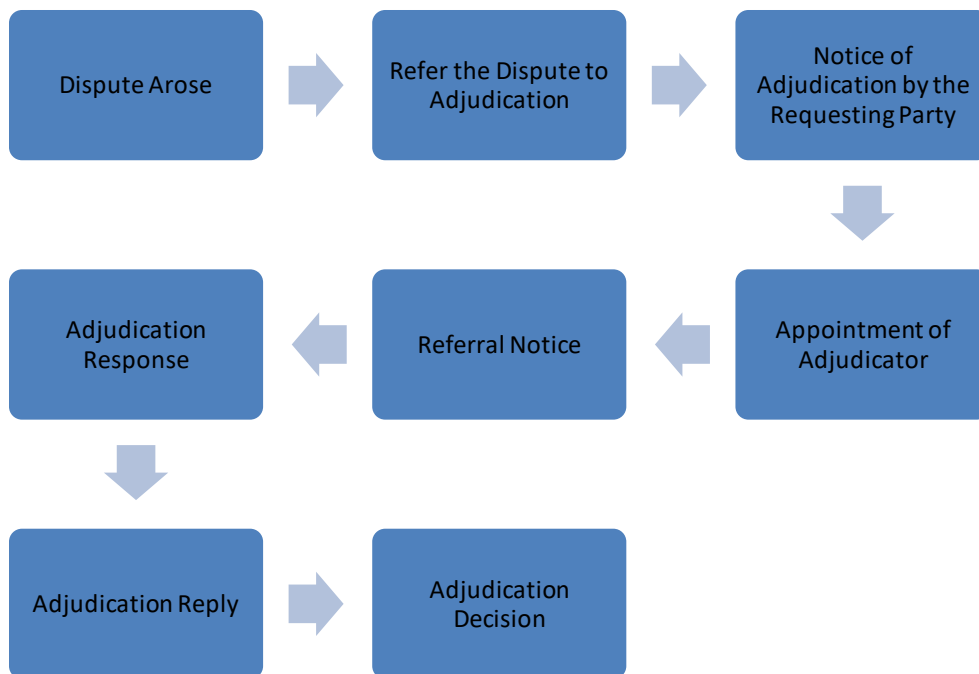 Dispute Arose
Refer the Dispute to
Adjudication
Notice of
Adjudication by the
Requesting Party
Appointment of
Adjudicator
Referral Notice
Adjudication
Response
Adjudication Reply
Adjudication
Decision